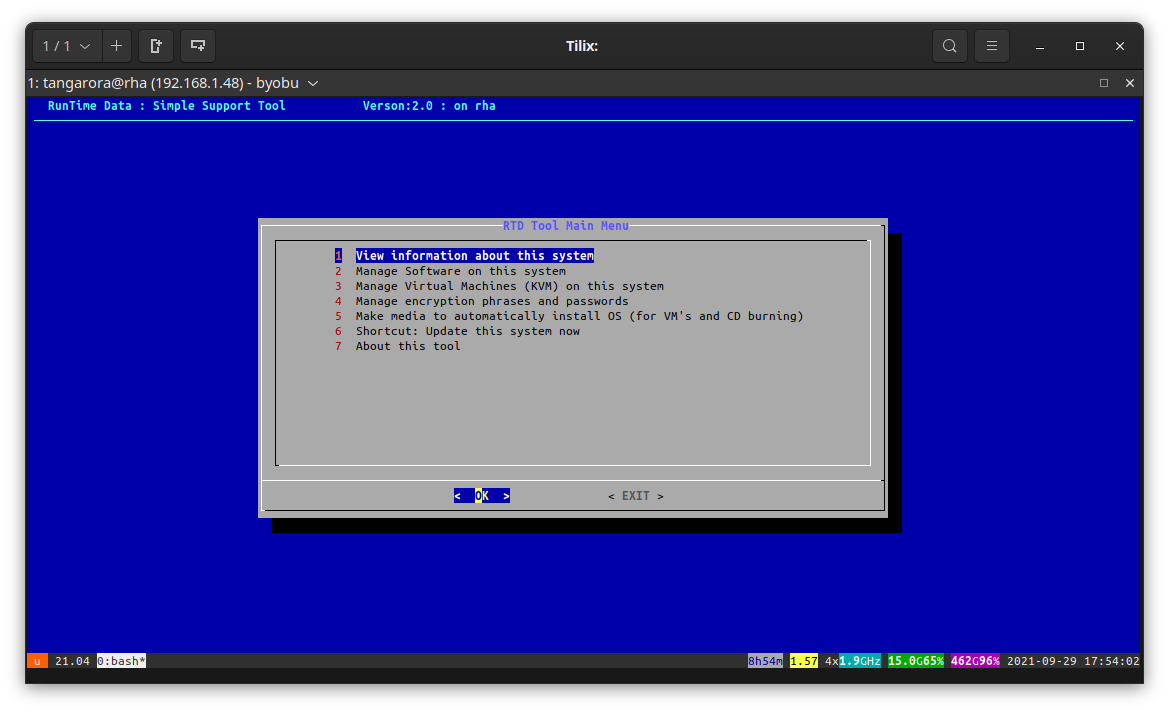 1 / 1 Tilix:
1: tangarora@rha (192.168.1.48) - byobu
RunTime Data : Simple Support Tool Verson:2.0 : on rha
RTD Tool Main Menu
1 View information about this system
2 Manage Software on this system
3 Manage Virtual Machines (KVM) on this system
4 Manage encryption phrases and passwords
5 Make media to automatically install OS (for VM's and CD burning)
6 Shortcut: Update this system now
7 About this tool
< OK > < EXIT >
u 21.04 0:bash* 8h54m 1.57 4x1.9GHz 15.0G65% 462G96% 2021-09-29 17:54:02